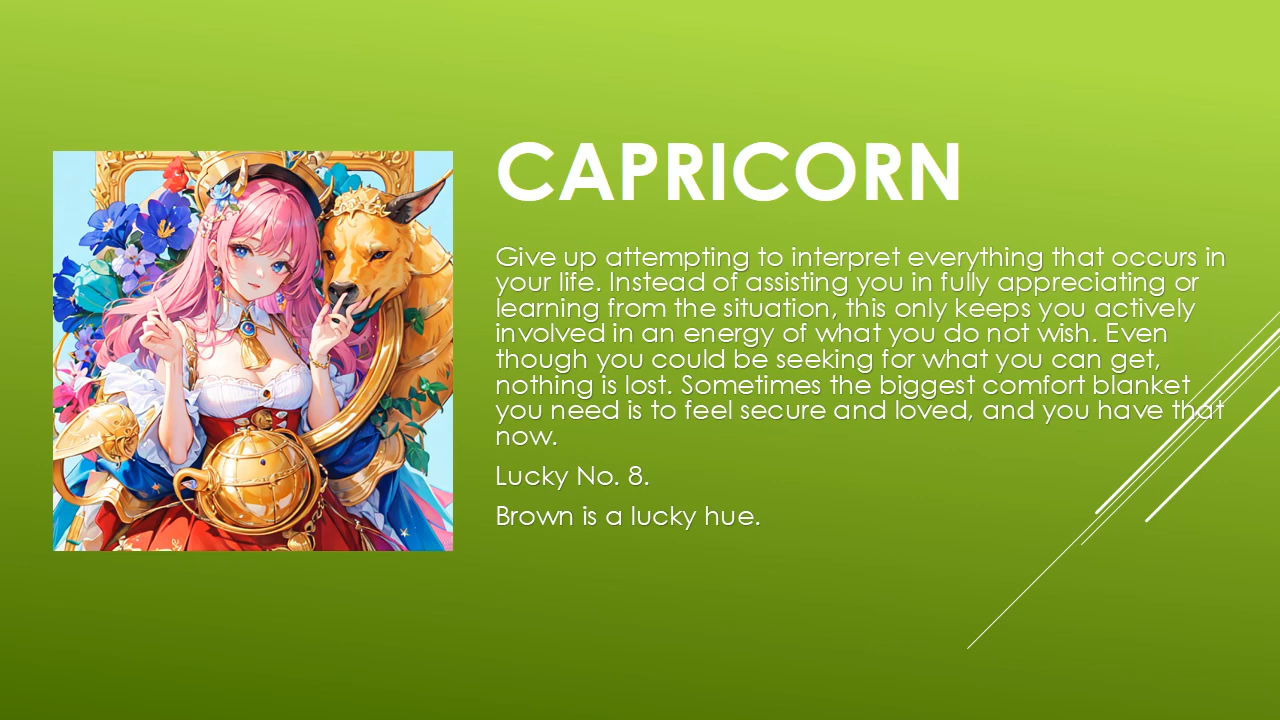 CAPRICORN
Give up attempting to interpret everything that occurs in
your life. Instead of assisting you in fully appreciating or
learning from the situation, this only keeps you actively
involved in an energy of what you do not wish. Even
though you could be seeking for what you can get,
nothing is lost. Sometimes the biggest comfort blanket
you need is to feel secure and loved, and you have that
now.
Lucky No. 8.
Brown is a lucky hue.